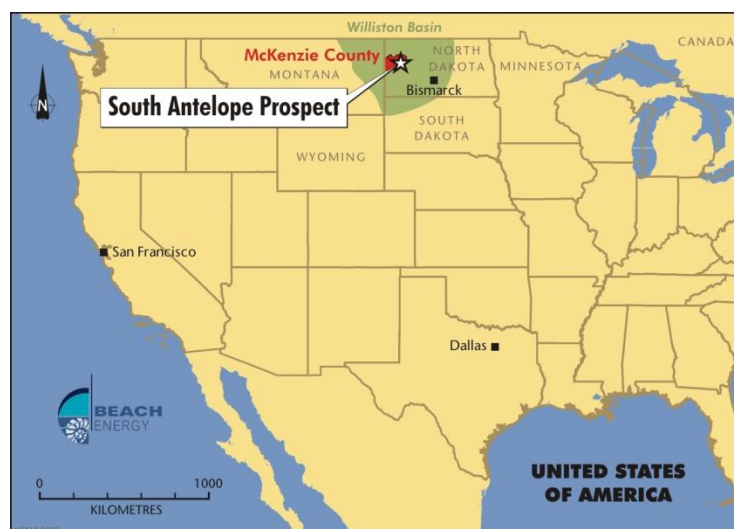 Williston Basin
McKenzie County
MONTANA
NORTH
DAKOTA
MINNESOTA
CANADA
South Antelope Prospect
Bismarck
SOUTH
DAKOTA
WYOMING
San Francisco
Dallas
BEACH
ENERGY
N
0 1000
KILOMETRES
UNITED STATES
OF AMERICA